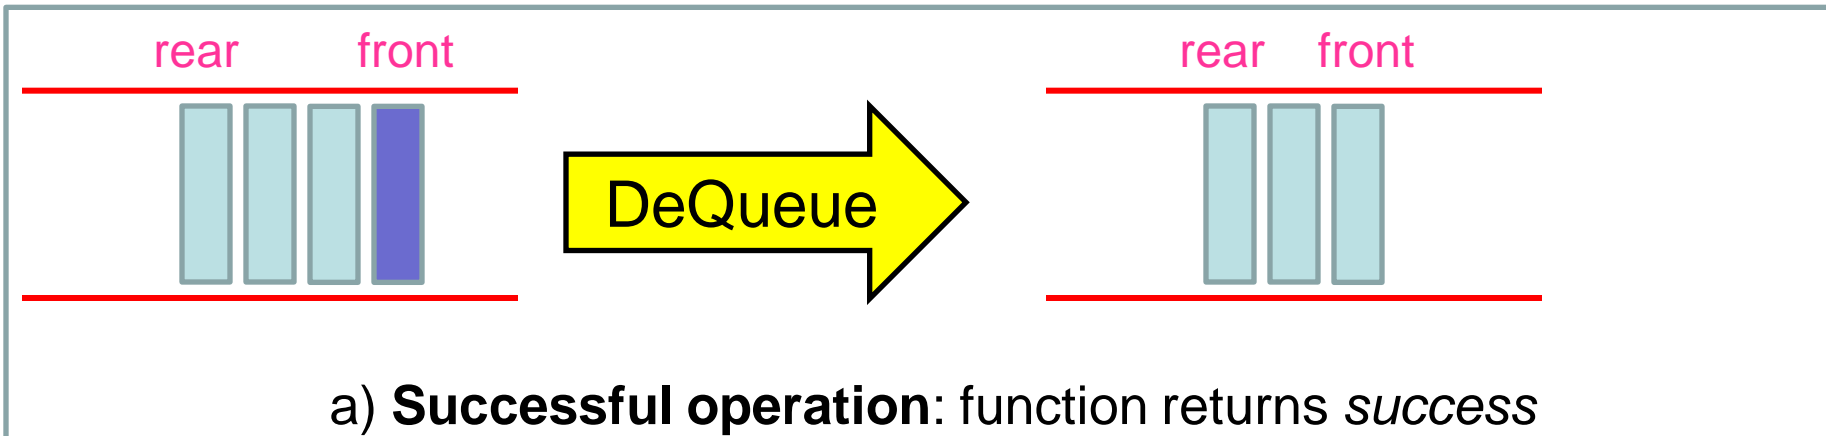 rear front rear front
DeQueue
a) Successful operation: function returns success